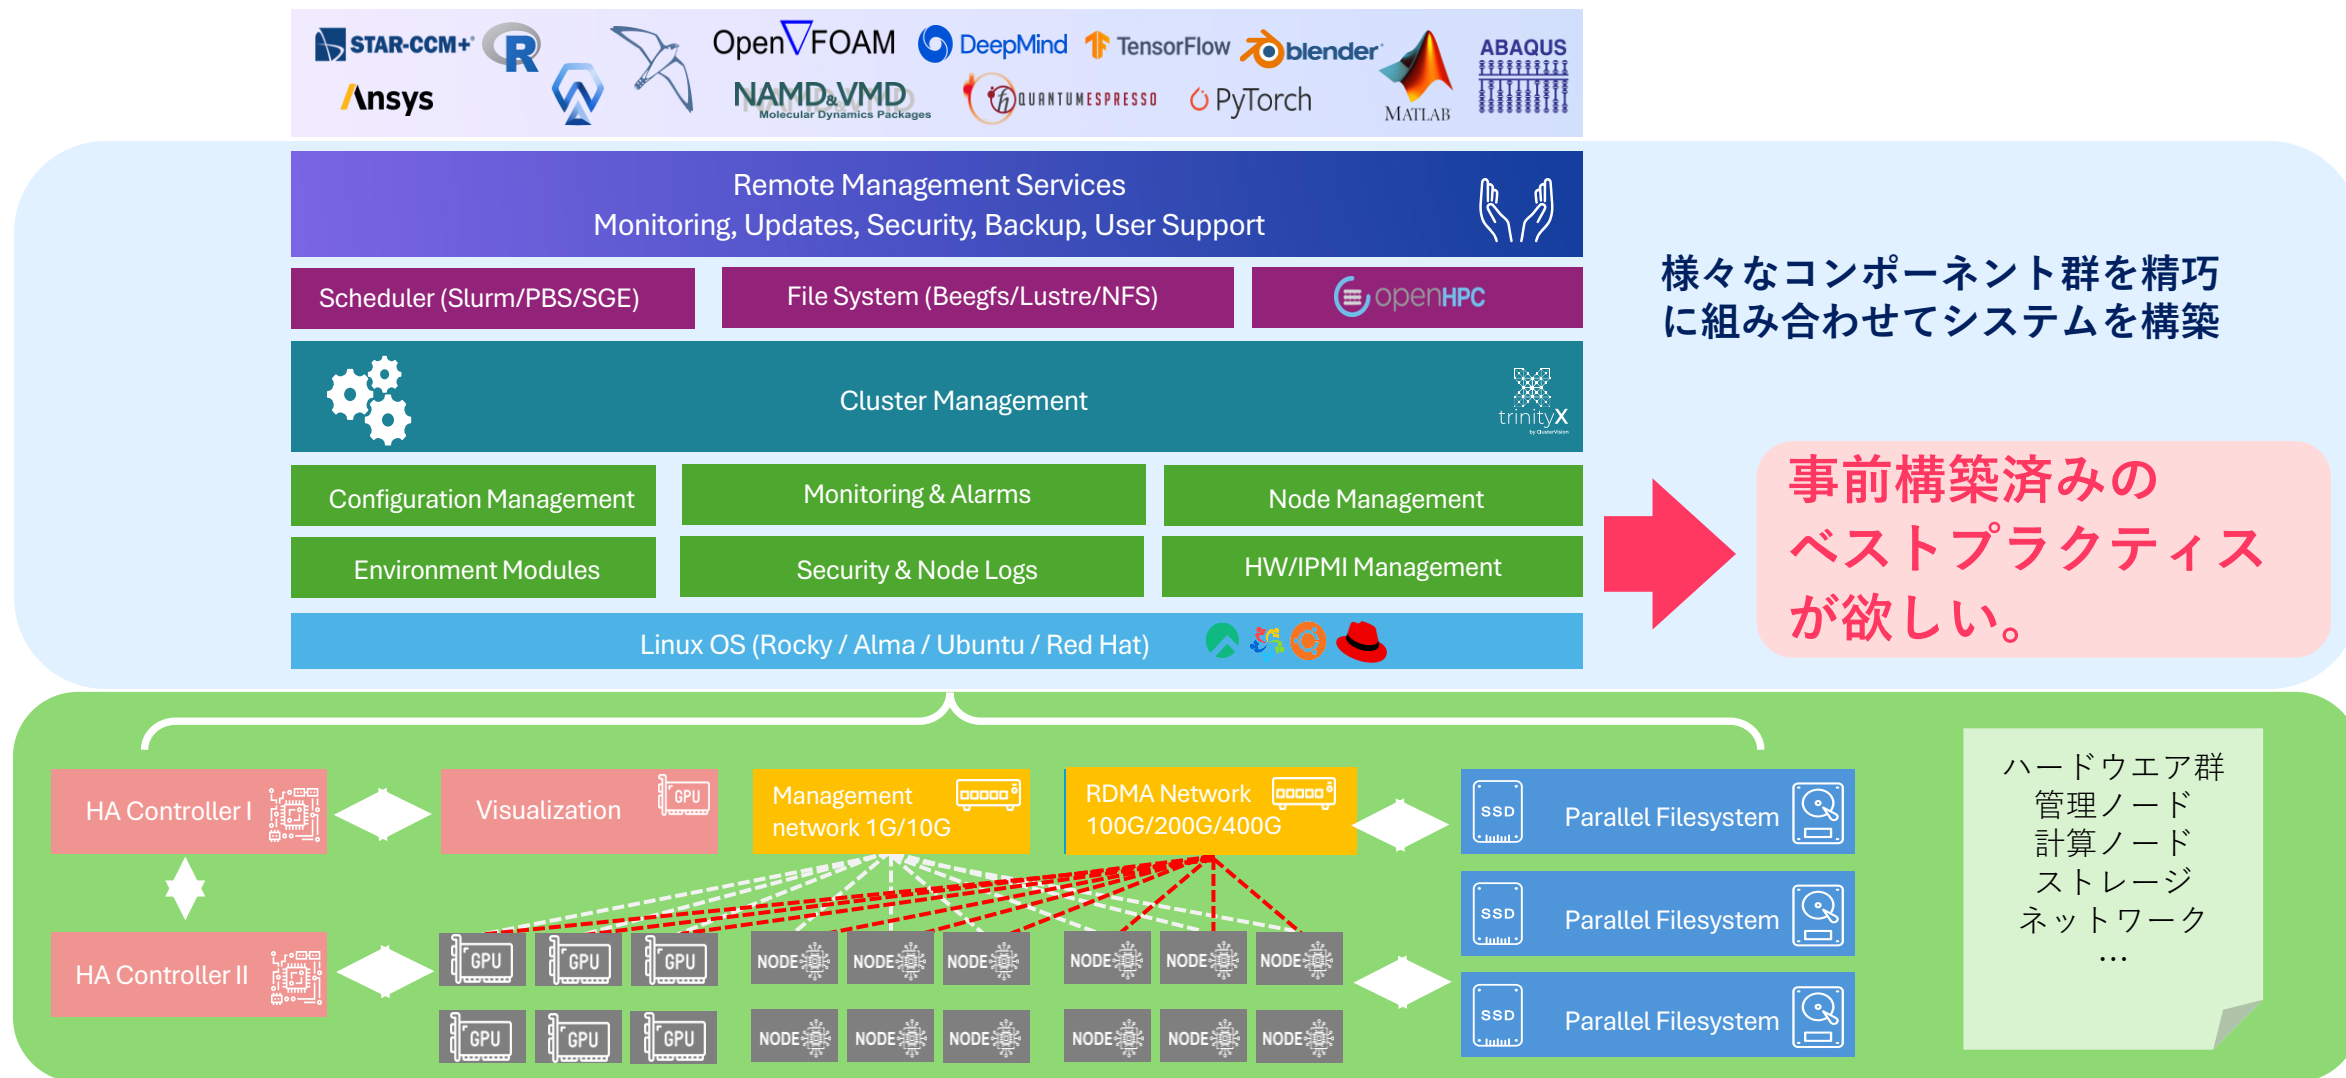 STAR-CCM+
R
OpenFOAM
DeepMind
TensorFlow
blender
ABAQUS
Ansys
NAMD&VMD
Molecular Dynamics Packages
QUANTUMESPRESSO
PyTorch
MATLAB
Remote Management Services
Monitoring, Updates, Security, Backup, User Support
Scheduler (Slurm/PBS/SGE)
File System (Beegfs/Lustre/NFS)
openHPC
様々なコンポーネント群を精巧
に組み合わせてシステムを構築
Cluster Management
trinityX
by ClusterVision
Configuration Management
Monitoring & Alarms
Node Management
Environment Modules
Security & Node Logs
HW/IPMI Management
事前構築済みの
ベストプラクティス
が欲しい。
Linux OS (Rocky / Alma / Ubuntu / Red Hat)
HA Controller I
Visualization
GPU
Management
network 1G/10G
RDMA Network
100G/200G/400G
SSD
Parallel Filesystem
SSD
Parallel Filesystem
SSD
Parallel Filesystem
HA Controller II
GPU
GPU
GPU
NODE
NODE
NODE
NODE
NODE
NODE
GPU
GPU
GPU
NODE
NODE
NODE
NODE
NODE
NODE
ハードウエア群
管理ノード
計算ノード
ストレージ
ネットワーク
…